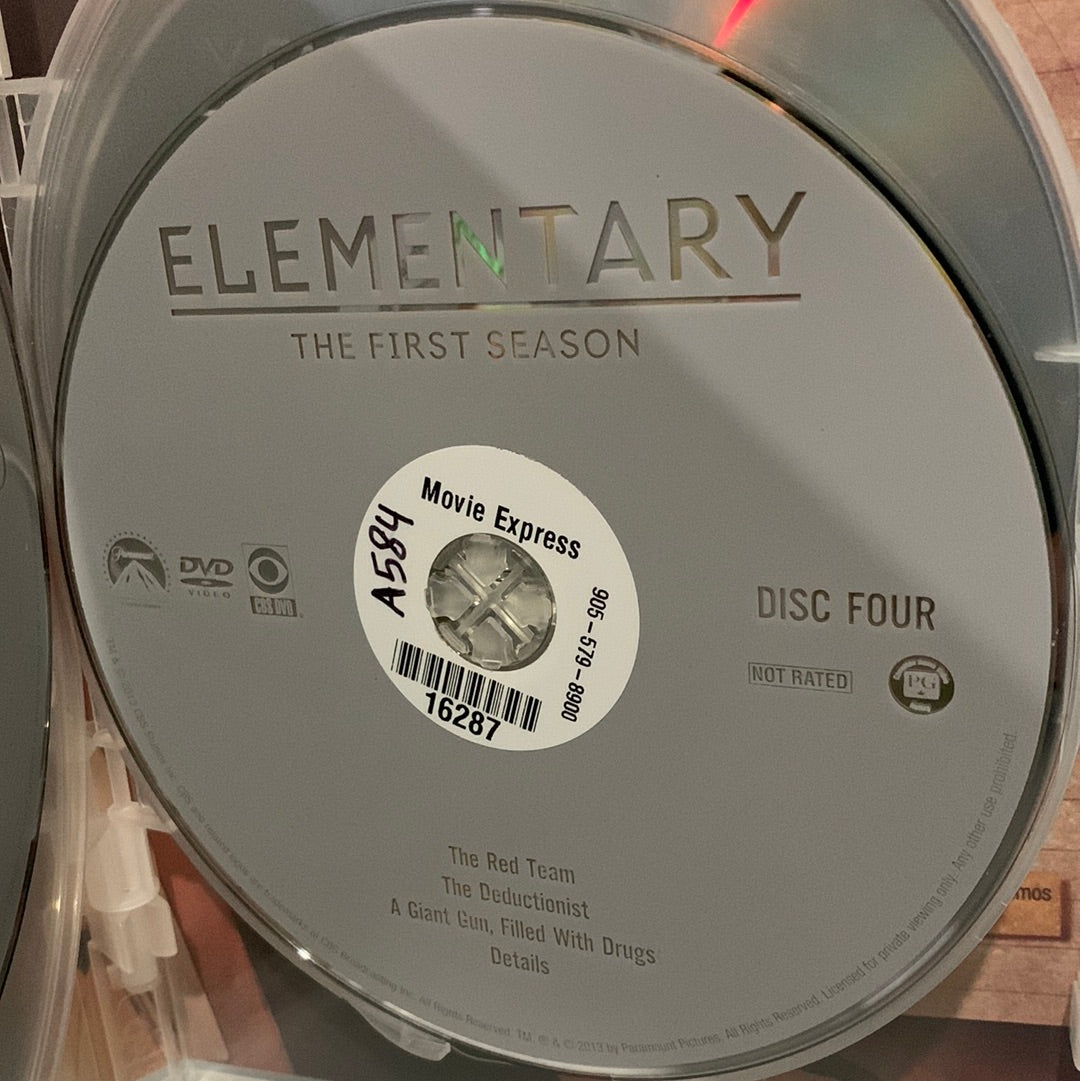 ELEMENTARY
THE FIRST SEASON
Movie Express
A584
905-579-8900
16287
DVD
VIDEO
CBS DVD
DISC FOUR
NOT RATED
PG
The Red Team
The Deductionist
A Giant Gun, Filled With Drugs
Details
TM, ® & © 2013 by Paramount Pictures. All Rights Reserved. Licensed for private viewing only. Any other use prohibited.
mos